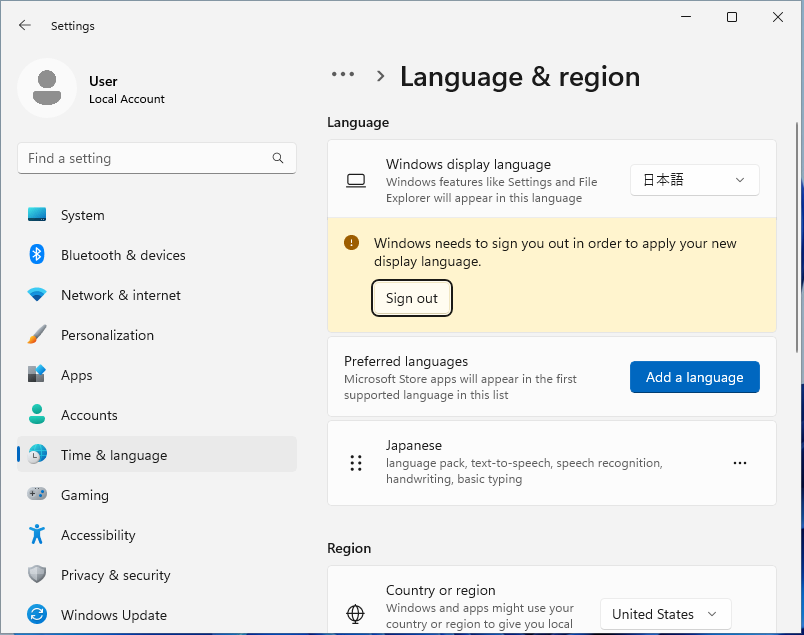 Settings
User
Local Account
Find a setting
System
Bluetooth & devices
Network & internet
Personalization
Apps
Accounts
Time & language
Gaming
Accessibility
Privacy & security
Windows Update
Language & region
Language
Windows display language
Windows features like Settings and File
Explorer will appear in this language
日本語
Windows needs to sign you out in order to apply your new
display language.
Sign out
Preferred languages
Microsoft Store apps will appear in the first
supported language in this list
Add a language
Japanese
language pack, text-to-speech, speech recognition,
handwriting, basic typing
Region
Country or region
Windows and apps might use your
country or region to give you local
United States